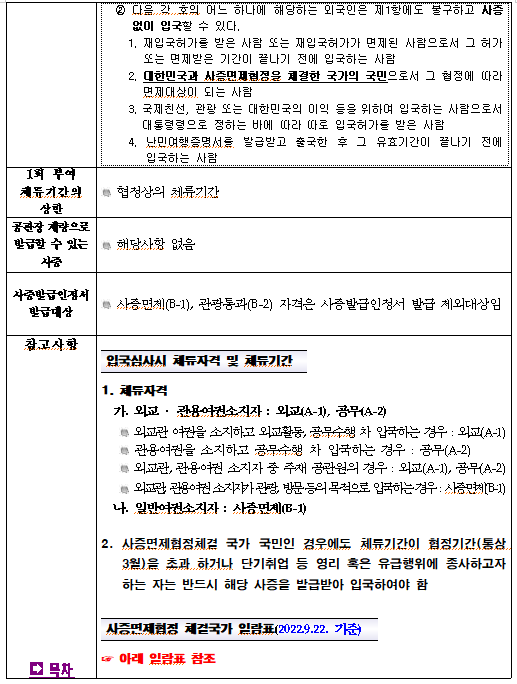 ② 다음 각 호의 어느 하나에 해당하는 외국인은 제1항에도 불구하고 사증
없이 입국할 수 있다.
1. 재입국허가를 받은 사람 또는 재입국허가가 면제된 사람으로서 그 허가
또는 면제받은 기간이 끝나기 전에 입국하는 사람
2. 대한민국과 사증면제협정을 체결한 국가의 국민으로서 그 협정에 따라
면제대상이 되는 사람
3. 국제친선, 관광 또는 대한민국의 이익 등을 위하여 입국하는 사람으로서
대통령령으로 정하는 바에 따라 따로 입국허가를 받은 사람
4. 난민여행증명서를 발급받고 출국한 후 그 유효기간이 끝나기 전에
입국하는 사람
1회 부여
체류기간의
상한
협정상의 체류기간
공관장 재량으로
발급할 수 있는
사증
해당사항 없음
사증발급인정서
발급대상
사증면제(B-1), 관광통과(B-2) 자격은 사증발급인정서 발급 제외대상임
참고사항
입국심사시 체류자격 및 체류기간
1. 체류자격
가. 외교 · 관용여권소지자 : 외교(A-1), 공무(A-2)
외교관 여권을 소지하고 외교활동, 공무수행 차 입국하는 경우 : 외교(A-1)
관용여권을 소지하고 공무수행 차 입국하는 경우 : 공무(A-2)
외교관, 관용여권 소지자 중 주재 공관원의 경우 : 외교(A-1), 공무(A-2)
외교관, 관용여권 소지자가 관광, 방문 등의 목적으로 입국하는 경우 : 사증면제(B-1)
나. 일반여권소지자 : 사증면제(B-1)
2. 사증면제협정체결 국가 국민인 경우에도 체류기간이 협정기간(통상
3월)을 초과 하거나 단기취업 등 영리 혹은 유급행위에 종사하고자
하는 자는 반드시 해당 사증을 발급받아 입국하여야 함
사증면제협정 체결국가 일람표(2022.9.22. 기준)
☞ 아래 일람표 참조
➡ 목차